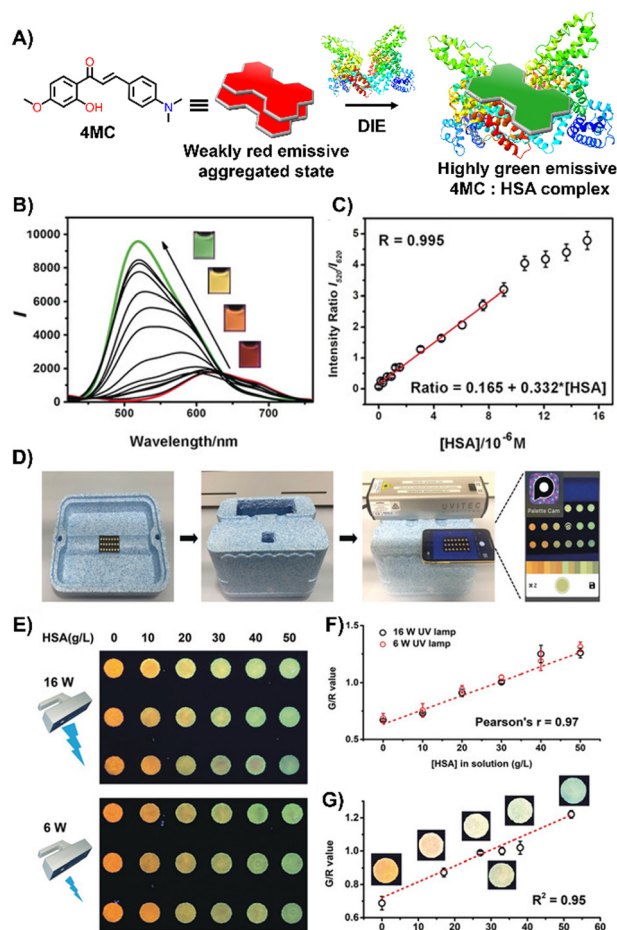 A)
O
O
OH
N
4MC
≡
Weakly red emissive
aggregated state
DIE
Highly green emissive
4MC : HSA complex
B)
10000
8000
6000
4000
2000
0
I
500
600
700
Wavelength/nm
C)
R = 0.995
Intensity Ratio I520/I620
6
5
4
3
2
1
0
Ratio = 0.165 + 0.332*[HSA]
0
4
8
12
16
[HSA]/10-6M
D)
UVITEC
Palette Cam
E)
HSA(g/L)
0
10
20
30
40
50
16 W
6 W
F)
16 W UV lamp
6 W UV lamp
G/R value
1.5
1.0
0.5
Pearson's r = 0.97
0
10
20
30
40
50
[HSA] in solution (g/L)
G)
G/R value
1.4
1.2
1.0
0.8
0.6
R2 = 0.95
0
10
20
30
40
50
60